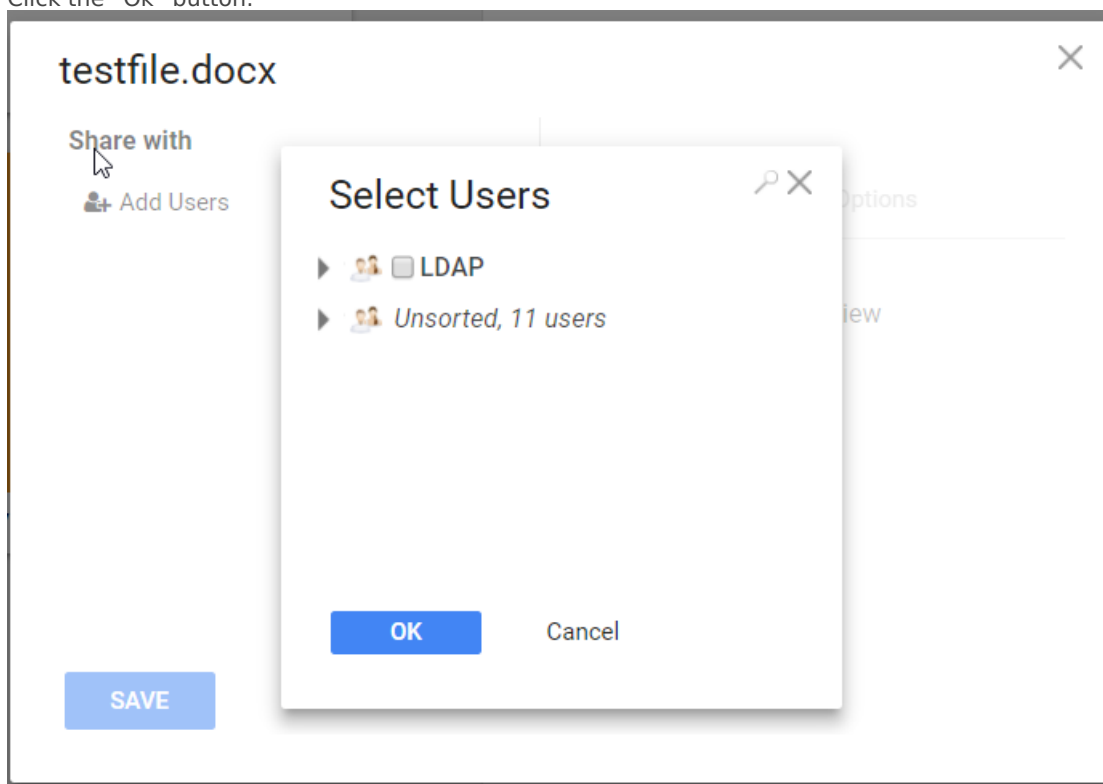 Click the "Ok" button.
testfile.docx
Share with
Add Users
Select Users
Options
LDAP
Unsorted, 11 users
iew
OK
Cancel
SAVE